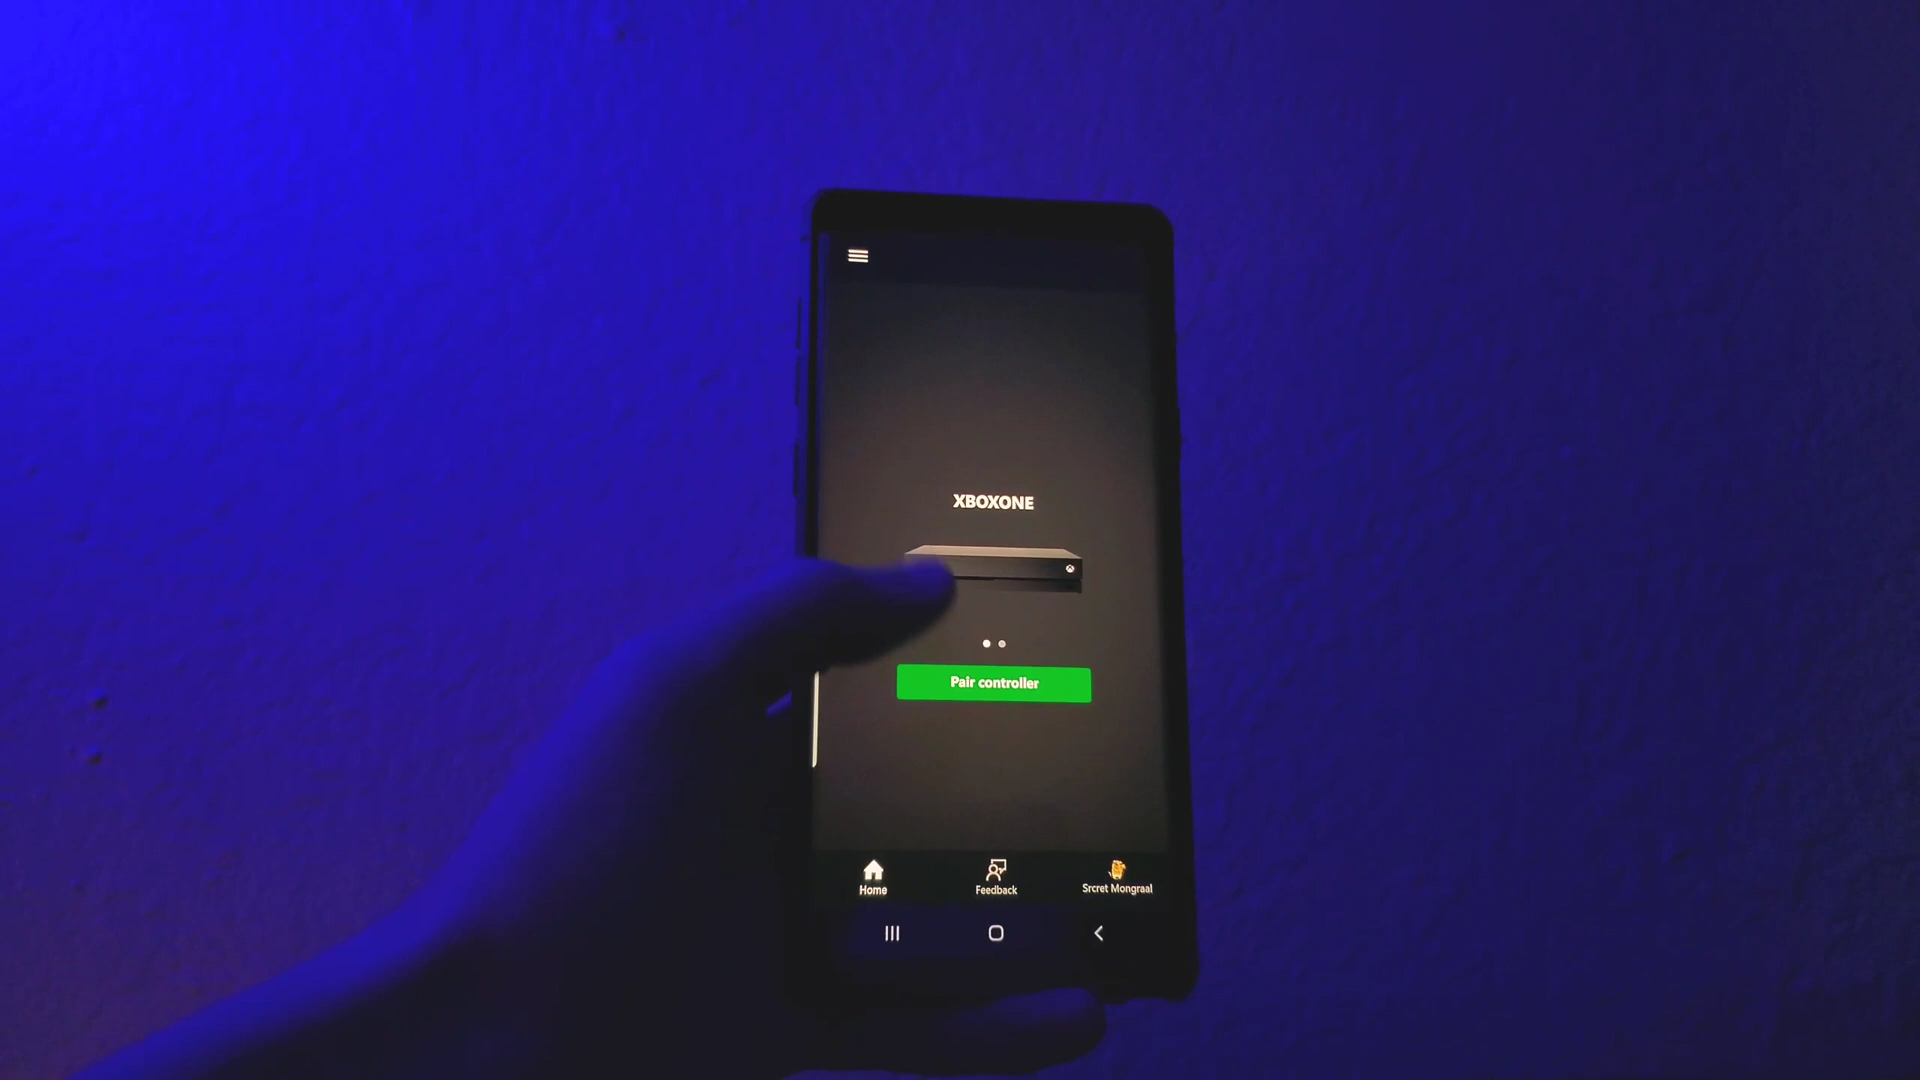 XBOXONE
Pair controller
Home
Feedback
Srcret Mongraal